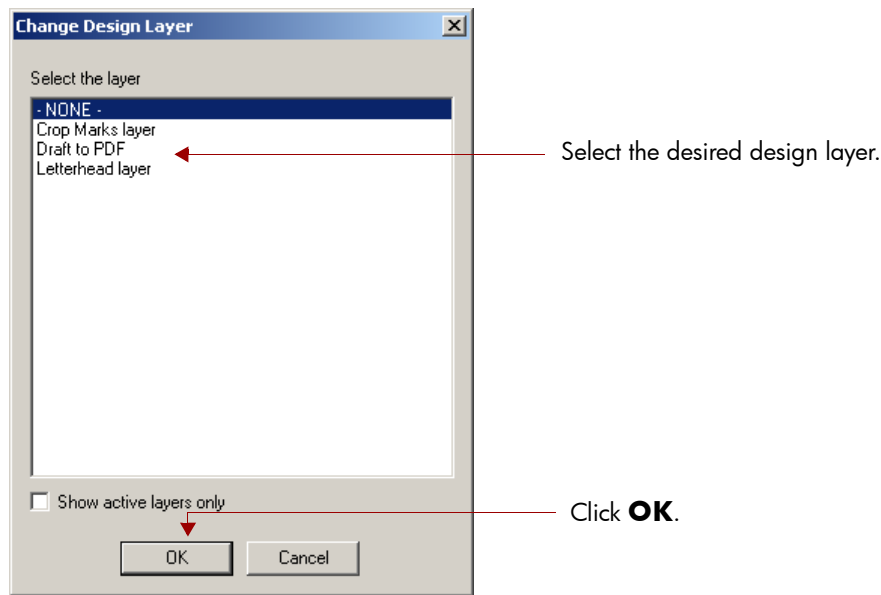 Change Design Layer
Select the layer
- NONE -
Crop Marks layer
Draft to PDF
Letterhead layer
Select the desired design layer.
Show active layers only
Click OK.
OK
Cancel